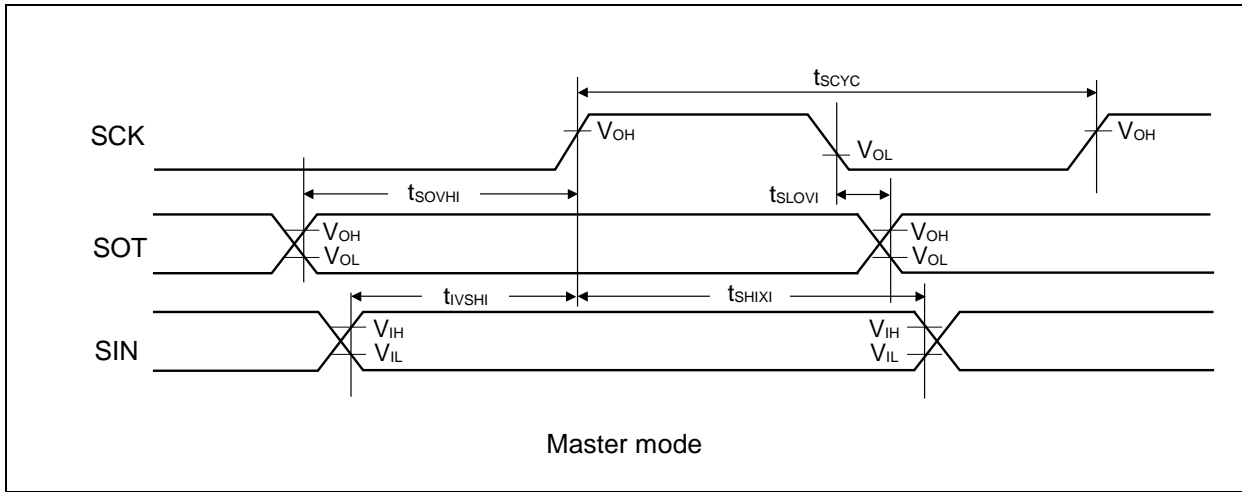 tSCYC
SCK
VOH
VOL
VOH
tSOVHI
tSLOVI
SOT
VOH
VOL
VOH
VOL
tIVSHI
tSHIXI
SIN
VIH
VIL
VIH
VIL
Master mode